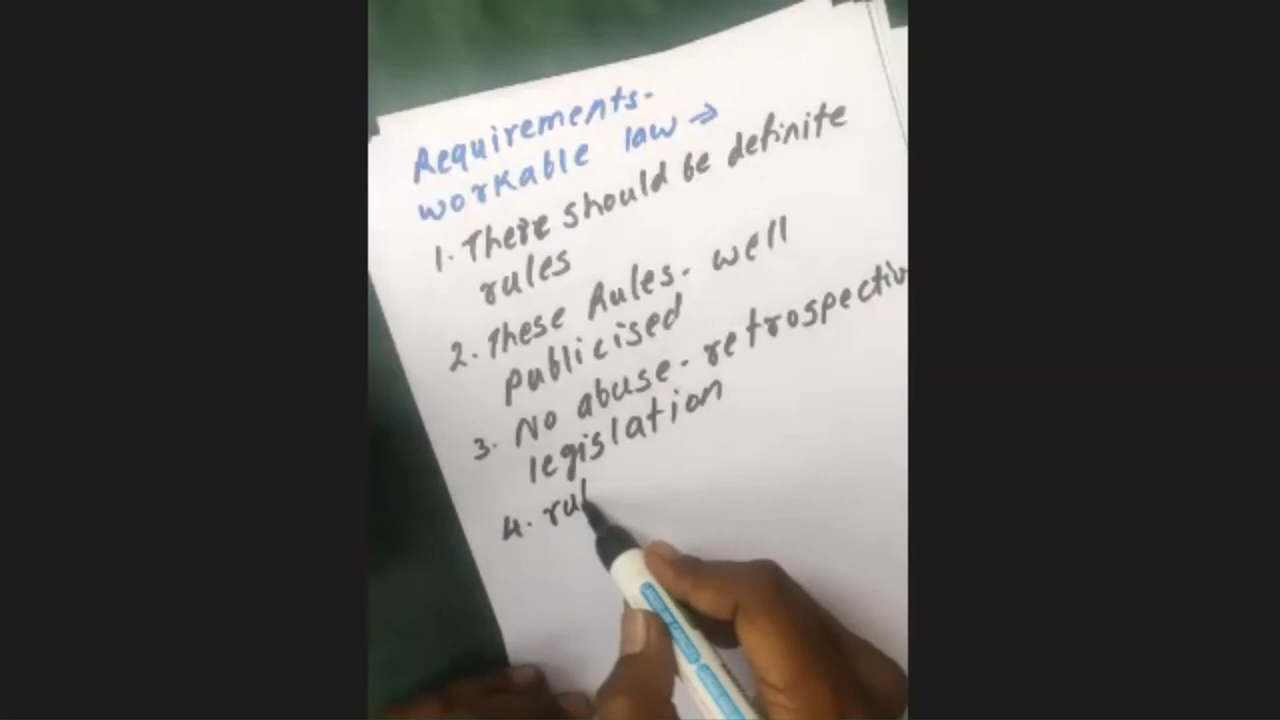 Requirements-
workable law →
1. There should be definite
rules
2. These Rules- well
publicised
3. No abuse- retrospectiv
legislation
4. rul